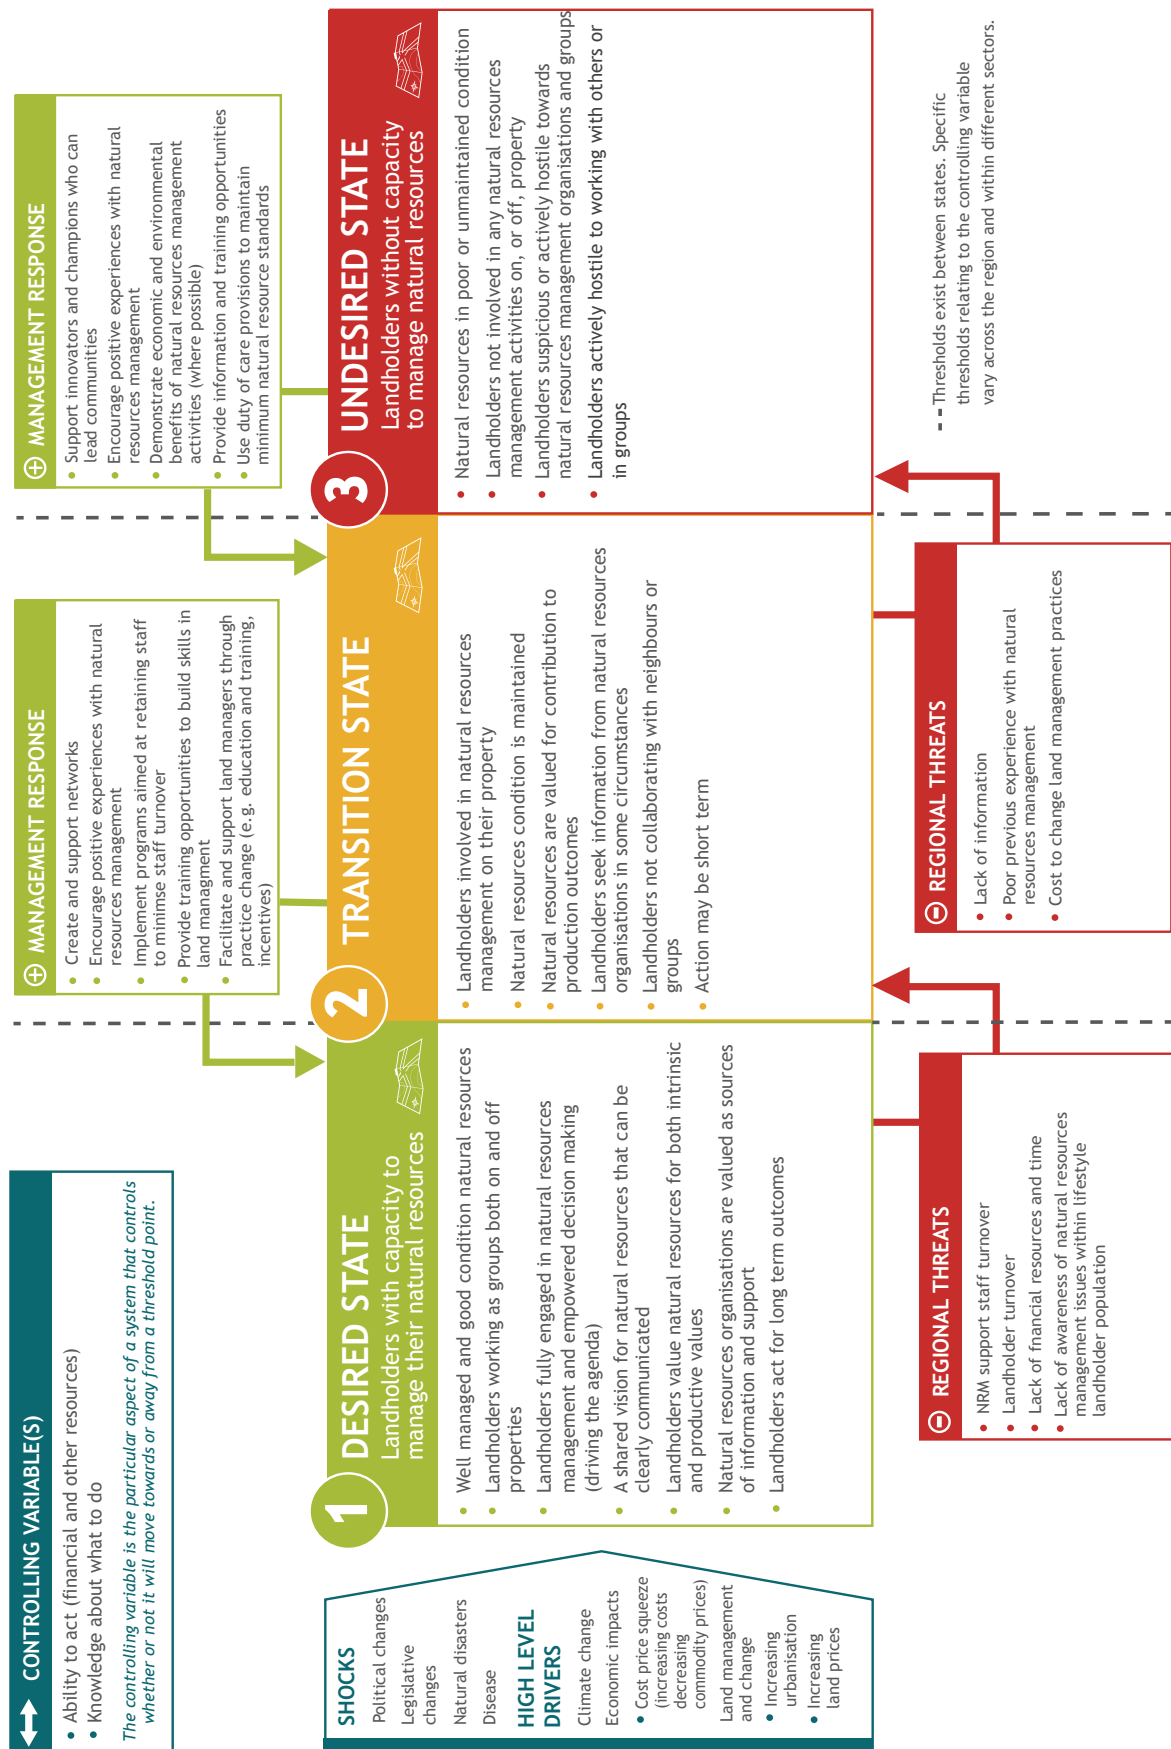 CONTROLLING VARIABLE(S)
• Ability to act (financial and other resources)
• Knowledge about what to do
The controlling variable is the particular aspect of a system that controls
whether or not it will move towards or away from a threshold point.
MANAGEMENT RESPONSE
• Create and support networks
• Encourage positive experiences with natural
resources management
• Implement programs aimed at retaining staff
to minimse staff turnover
• Provide training opportunities to build skills in
land managment
• Facilitate and support land managers through
practice change (e.g. education and training,
incentives)
MANAGEMENT RESPONSE
• Support innovators and champions who can
lead communities
• Encourage positive experiences with natural
resources management
• Demonstrate economic and environmental
benefits of natural resources management
activities (where possible)
• Provide information and training opportunities
• Use duty of care provisions to maintain
minimum natural resource standards
SHOCKS
Political changes
Legislative
changes
Natural disasters
Disease
HIGH LEVEL
DRIVERS
Climate change
Economic impacts
• Cost price squeeze
(increasing costs
decreasing
commodity prices)
Land management
and change
• Increasing
urbanisation
• Increasing
land prices
1
DESIRED STATE
Landholders with capacity to
manage their natural resources
• Well managed and good condition natural resources
• Landholders working as groups both on and off
properties
• Landholders fully engaged in natural resources
management and empowered decision making
(driving the agenda)
• A shared vision for natural resources that can be
clearly communicated
• Landholders value natural resources for both intrinsic
and productive values
• Natural resources organisations are valued as sources
of information and support
• Landholders act for long term outcomes
2
TRANSITION STATE
• Landholders involved in natural resources
management on their property
• Natural resources condition is maintained
• Natural resources are valued for contribution to
production outcomes
• Landholders seek information from natural resources
organisations in some circumstances
• Landholders not collaborating with neighbours or
groups
• Action may be short term
3
UNDESIRED STATE
Landholders without capacity
to manage natural resources
• Natural resources in poor or unmaintained condition
• Landholders not involved in any natural resources
management activities on, or off, property
• Landholders suspicious or actively hostile towards
natural resources management organisations and groups
• Landholders actively hostile to working with others or
in groups
REGIONAL THREATS
• NRM support staff turnover
• Landholder turnover
• Lack of financial resources and time
• Lack of awareness of natural resources
management issues within lifestyle
landholder population
REGIONAL THREATS
• Lack of information
• Poor previous experience with natural
resources management
• Cost to change land management practices
Thresholds exist between states. Specific
thresholds relating to the controlling variable
vary across the region and within different sectors.